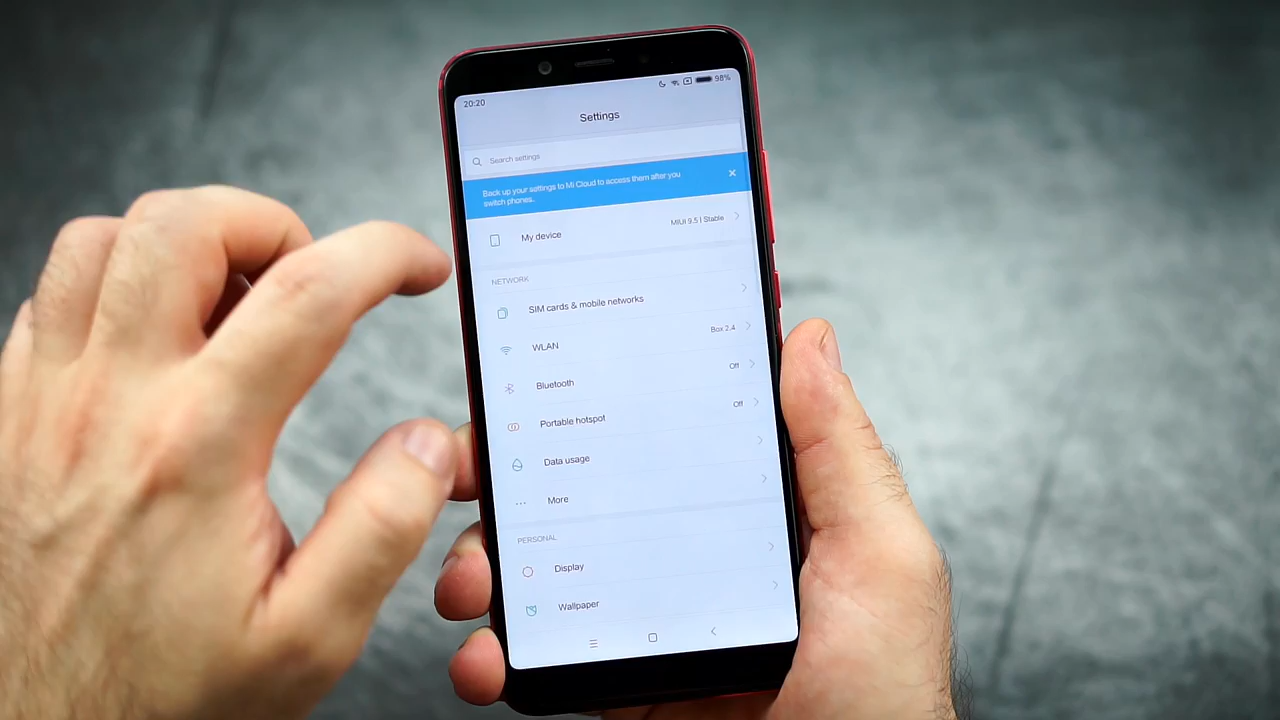 20:20
98%
Settings
Search settings
Back up your settings to Mi Cloud to access them after you
switch phones.
My device
MIUI 9.5 | Stable
NETWORK
SIM cards & mobile networks
WLAN
Box 2.4
Bluetooth
Off
Portable hotspot
Off
Data usage
More
PERSONAL
Display
Wallpaper